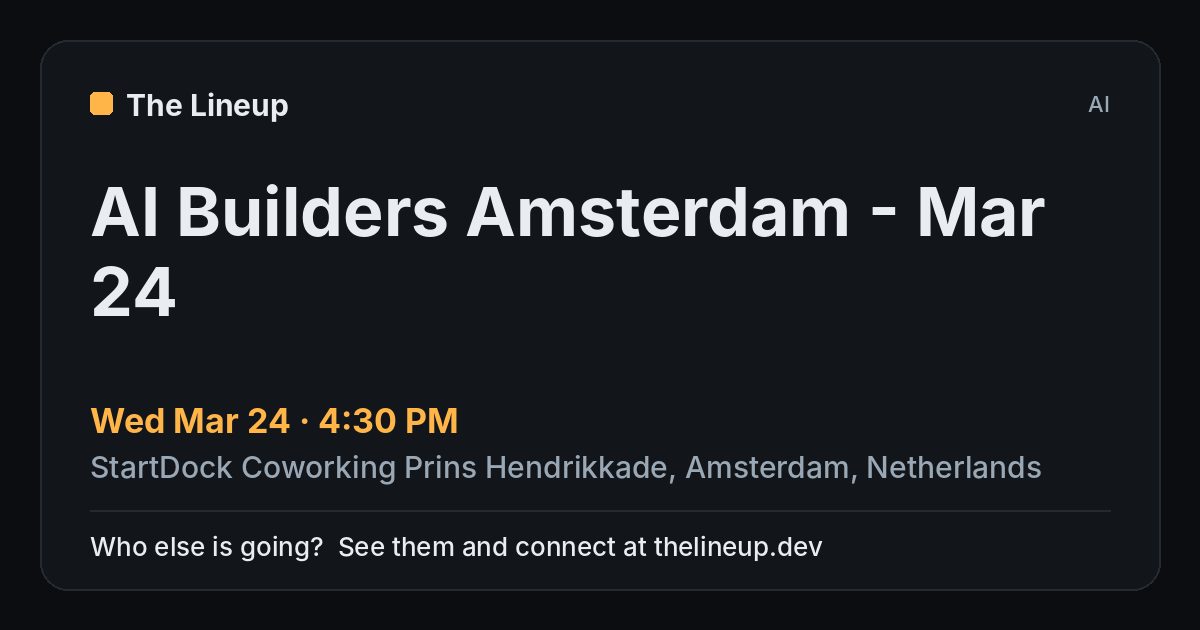 The Lineup
AI
AI Builders Amsterdam - Mar
24
Wed Mar 24 · 4:30 PM
StartDock Coworking Prins Hendrikkade, Amsterdam, Netherlands
Who else is going? See them and connect at thelineup.dev